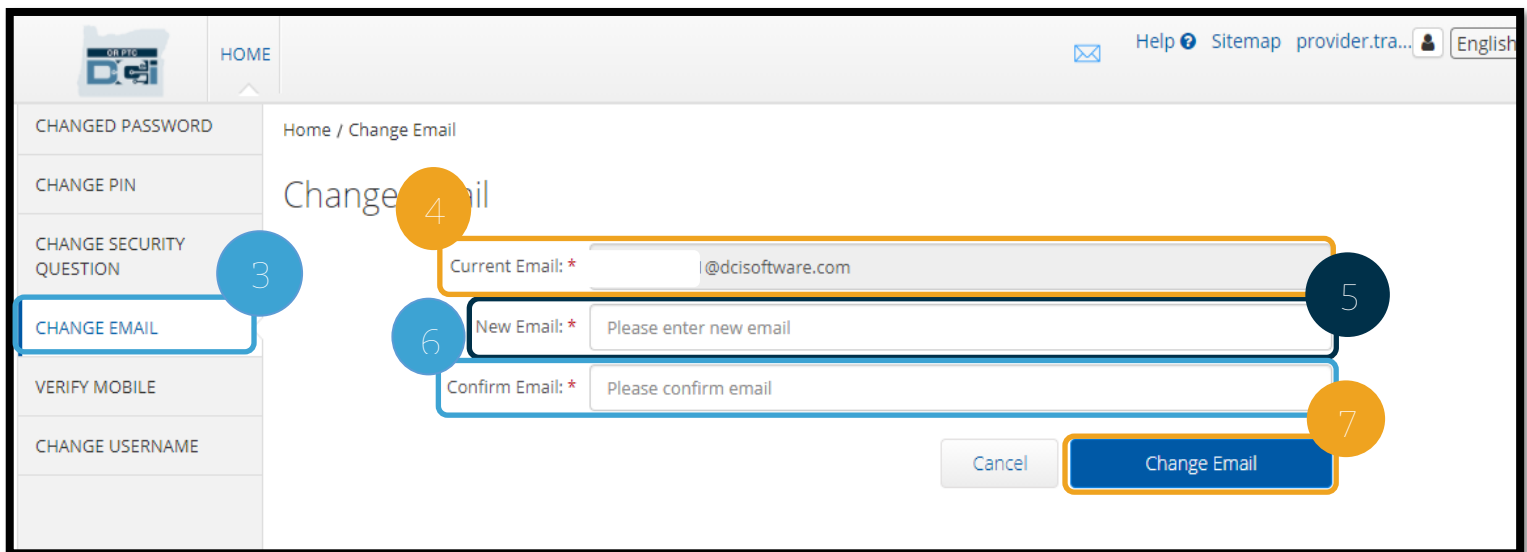 OR PTC
DCi
HOME
Help ? Sitemap provider.tra... English
CHANGED PASSWORD
CHANGE PIN
CHANGE SECURITY
QUESTION
3
CHANGE EMAIL
VERIFY MOBILE
CHANGE USERNAME
Home / Change Email
Change il
4
Current Email: * @dcisoftware.com
5
New Email: * Please enter new email
6
Confirm Email: * Please confirm email
7
Cancel Change Email